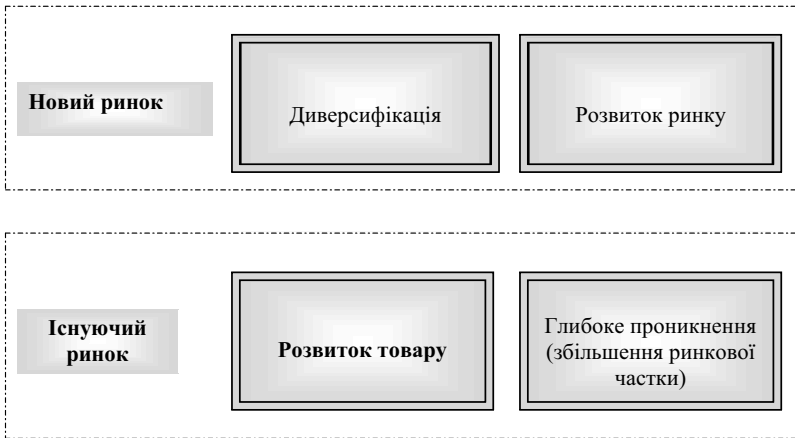 Новий ринок
Диверсифікація
Розвиток ринку
Існуючий
ринок
Розвиток товару
Глибоке проникнення
(збільшення ринкової
частки)